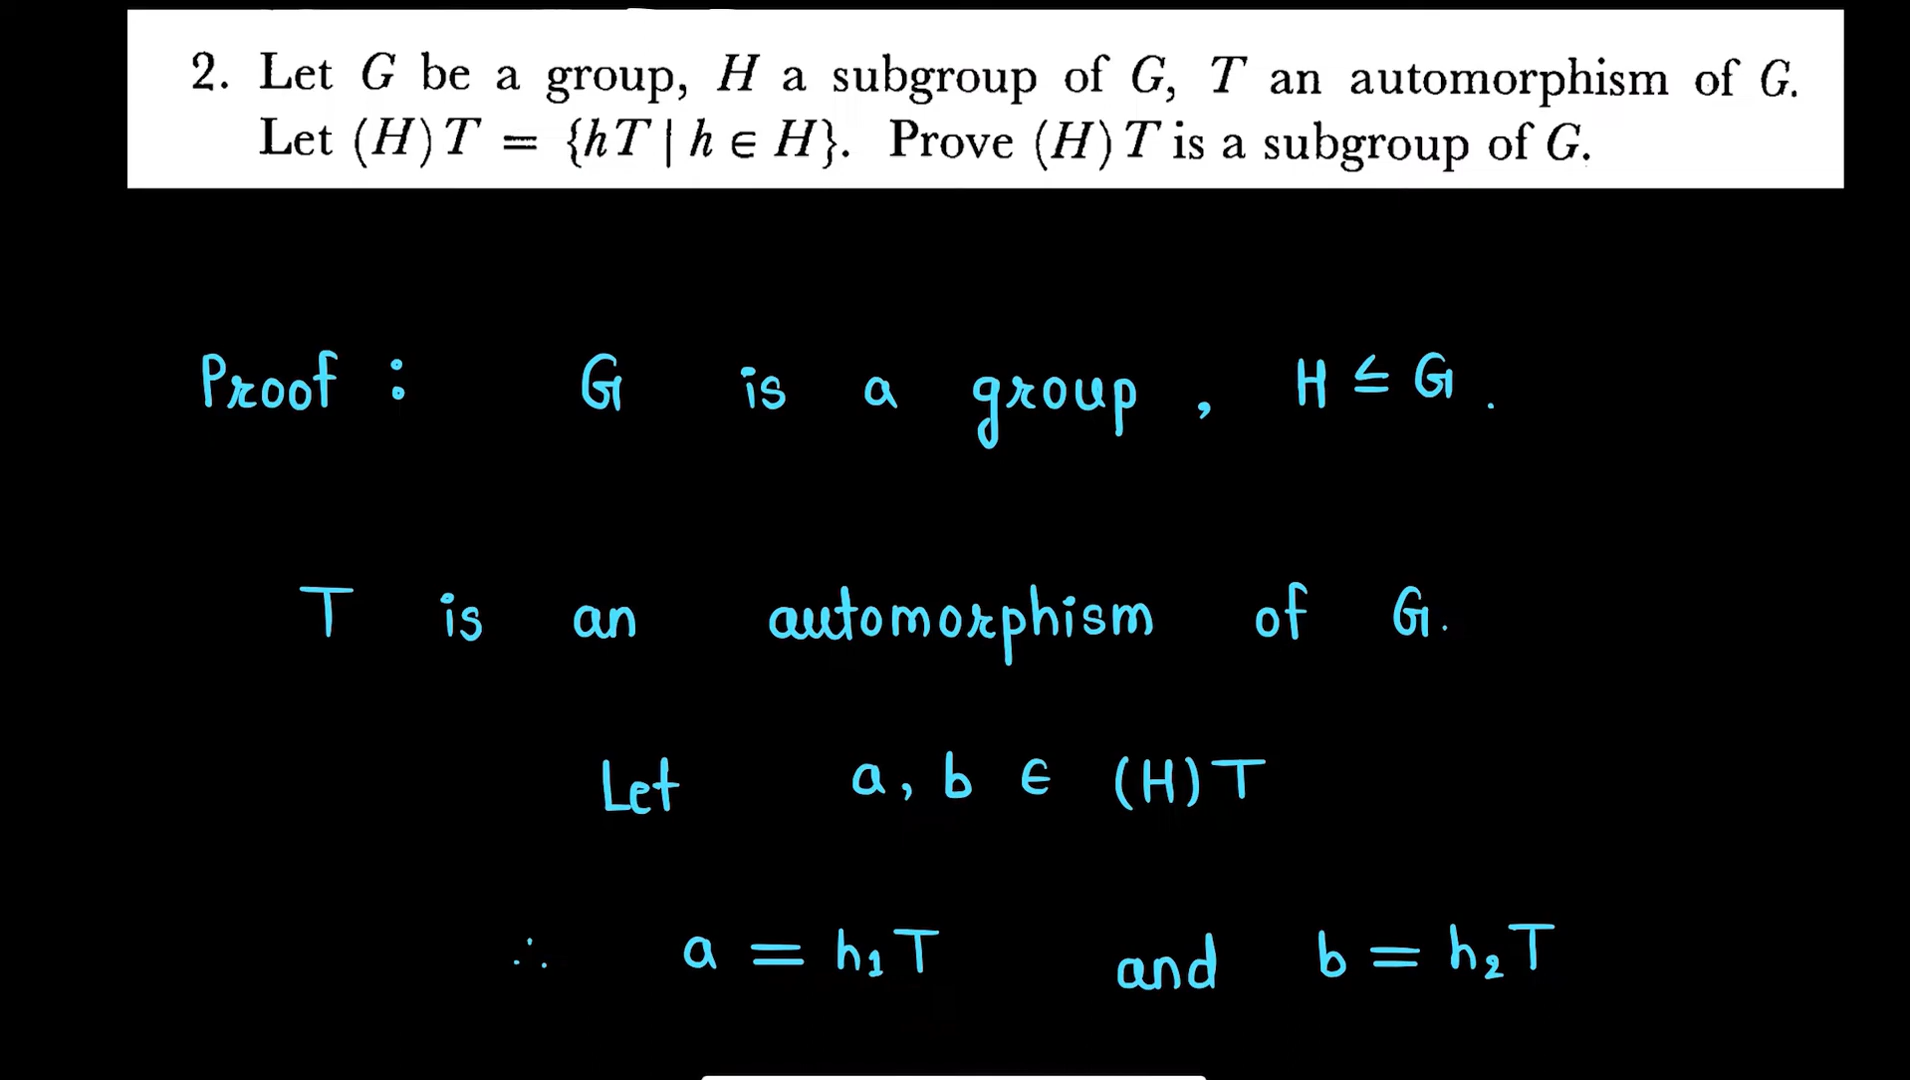 2. Let G be a group, H a subgroup of G, T an automorphism of G.
Let (H)T = {hT | h ∈ H}. Prove (H)T is a subgroup of G.
Proof : G is a group, H ≤ G.
T is an automorphism of G.
Let a, b ∈ (H)T
∴ a = h₁T and b = h₂T